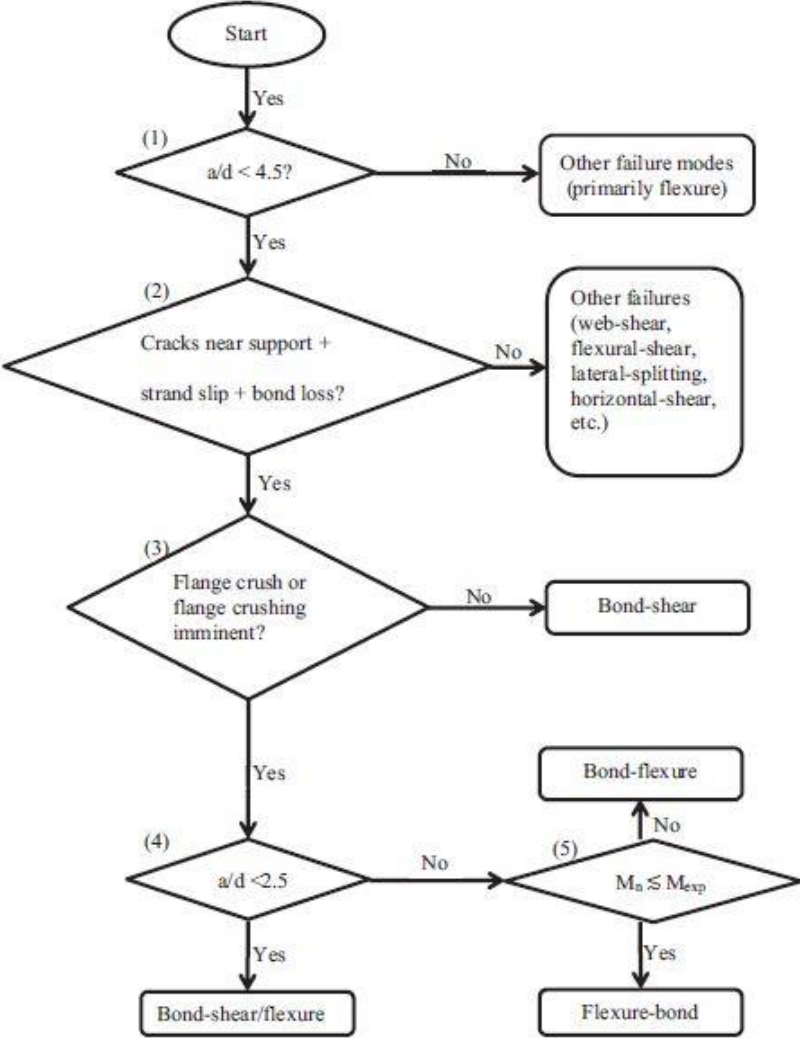 Start
Yes
(1)
a/d < 4.5?
No
Other failure modes
(primarily flexure)
Yes
(2)
Cracks near support +
strand slip + bond loss?
No
Other failures
(web-shear,
flexural-shear,
lateral-splitting,
horizontal-shear,
etc.)
Yes
(3)
Flange crush or
flange crushing
imminent?
No
Bond-shear
Yes
Bond-flexure
No
(4)
a/d <2.5
No
(5)
Mn ≤ Mexp
Yes
Bond-shear/flexure
Yes
Flexure-bond